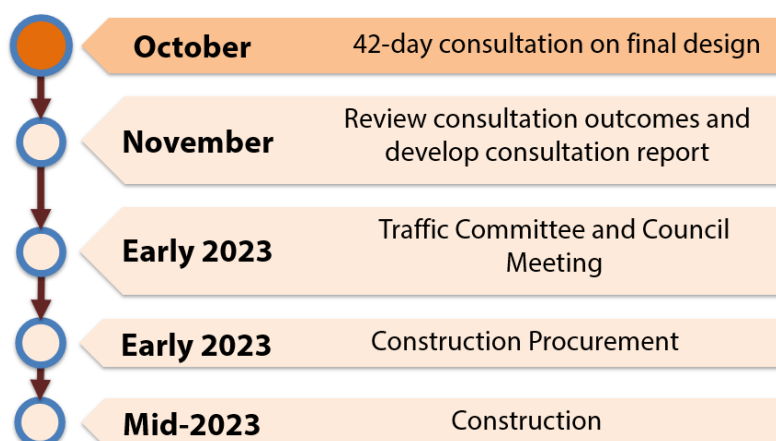 October 42-day consultation on final design
November Review consultation outcomes and
develop consultation report
Early 2023 Traffic Committee and Council
Meeting
Early 2023 Construction Procurement
Mid-2023 Construction